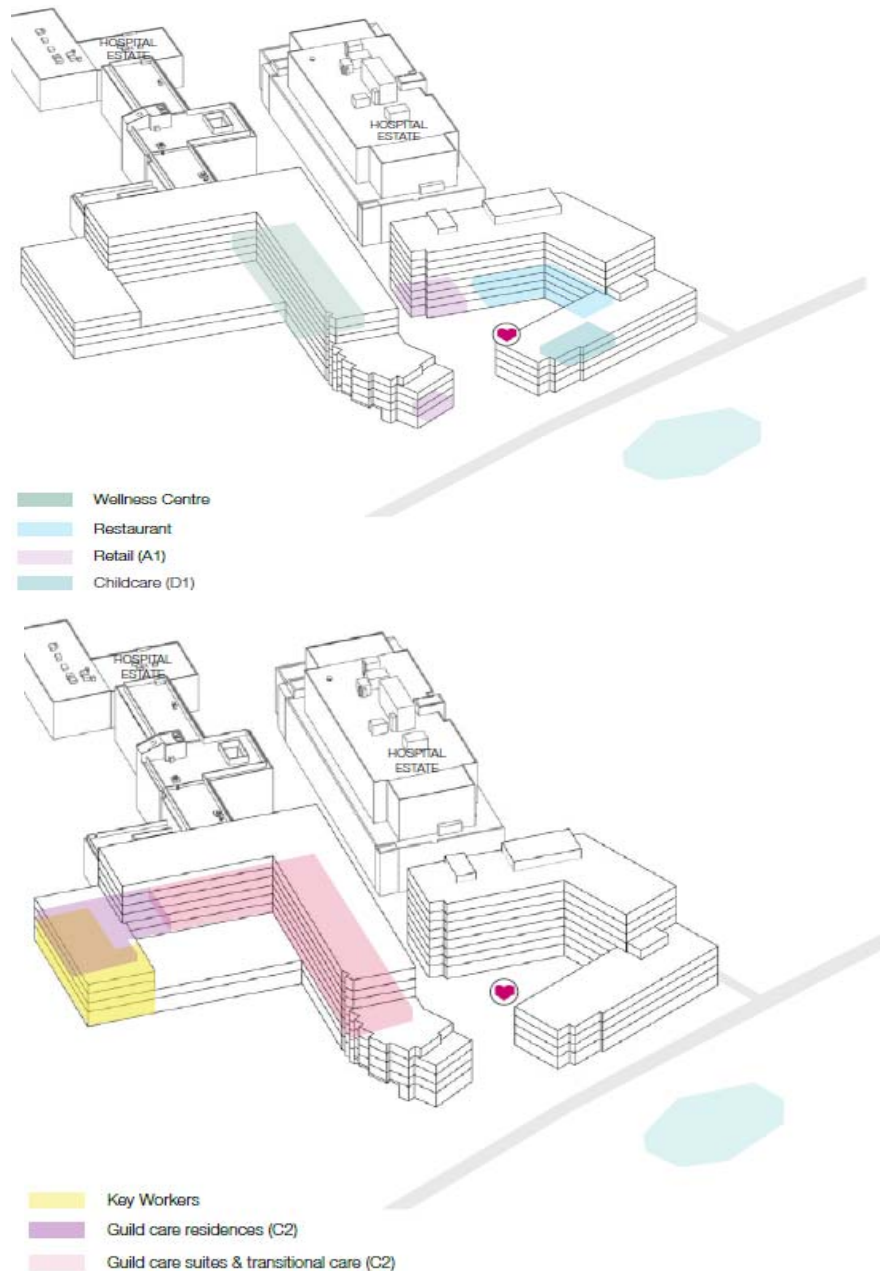 HOSPITAL
ESTATE
HOSPITAL
ESTATE
Wellness Centre
Restaurant
Retail (A1)
Childcare (D1)
HOSPITAL
ESTATE
HOSPITAL
ESTATE
Key Workers
Guild care residences (C2)
Guild care suites & transitional care (C2)